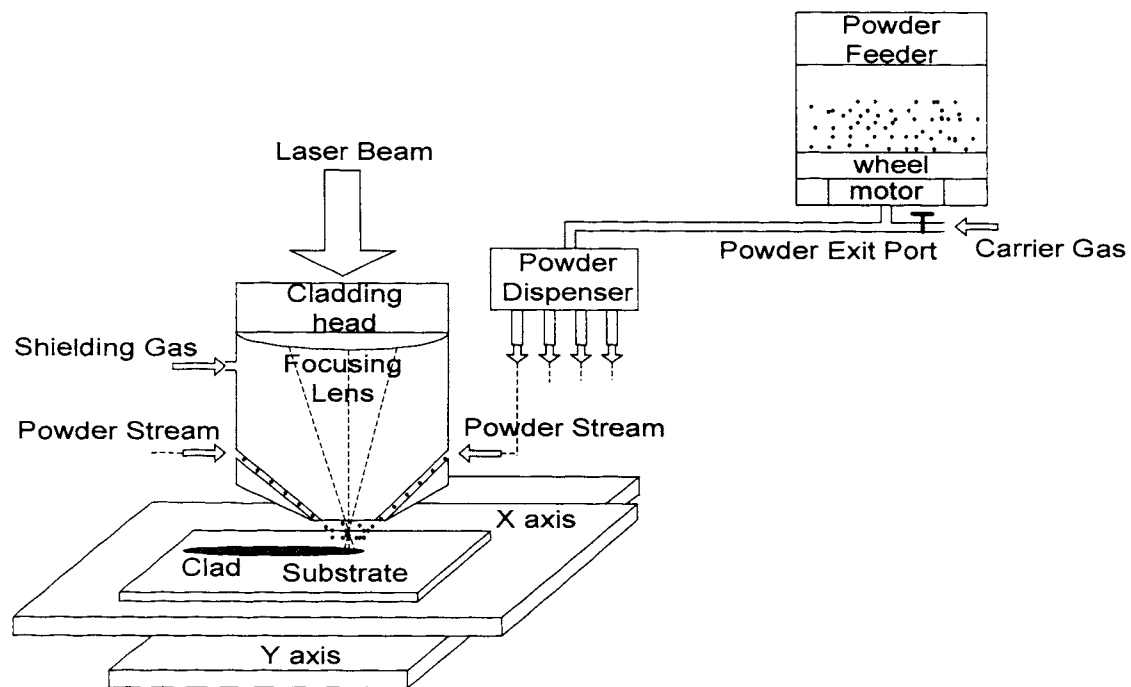 Powder
Feeder
wheel
motor
Powder Exit Port
Carrier Gas
Laser Beam
Powder
Dispenser
Cladding
head
Shielding Gas
Focusing
Lens
Powder Stream
Powder Stream
X axis
Clad
Substrate
Y axis